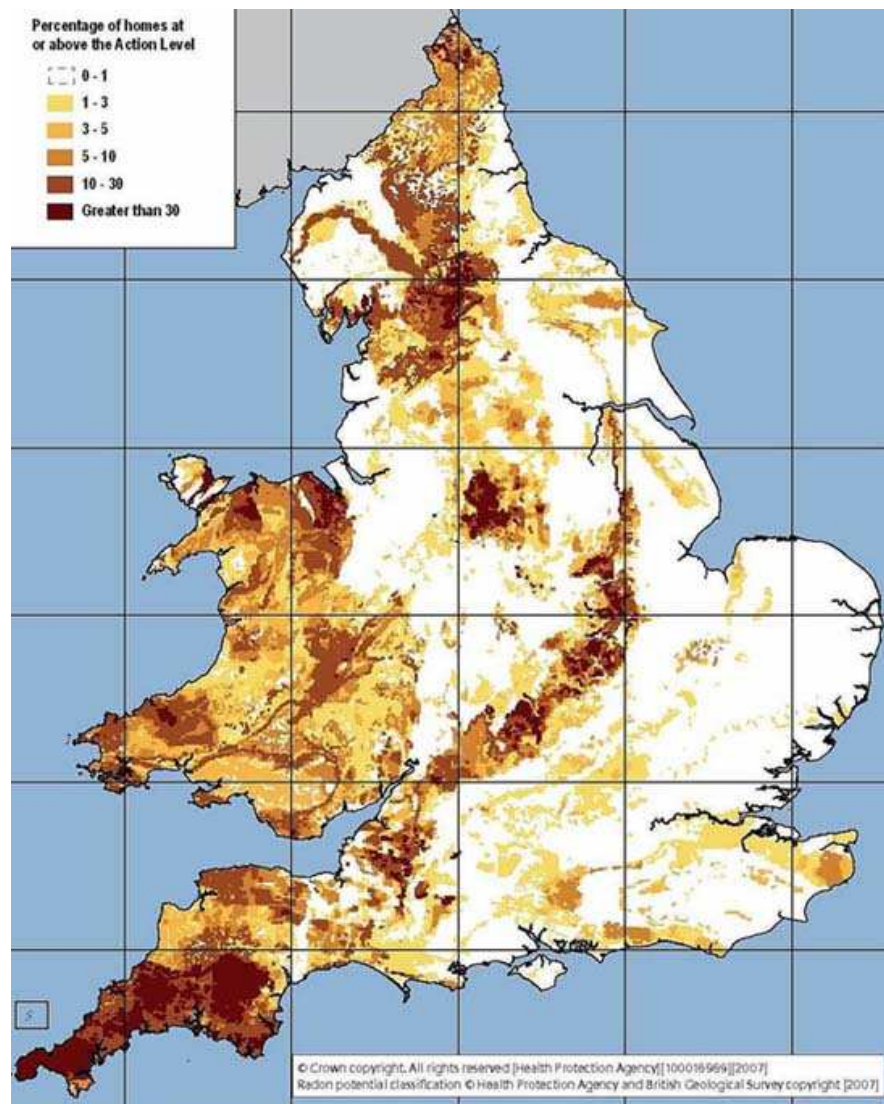 Percentage of homes at
or above the Action Level
0 - 1
1 - 3
3 - 5
5 - 10
10 - 30
Greater than 30
© Crown copyright. All rights reserved [Health Protection Agency][100016969][2007]
Radon potential classification © Health Protection Agency and British Geological Survey copyright [2007]